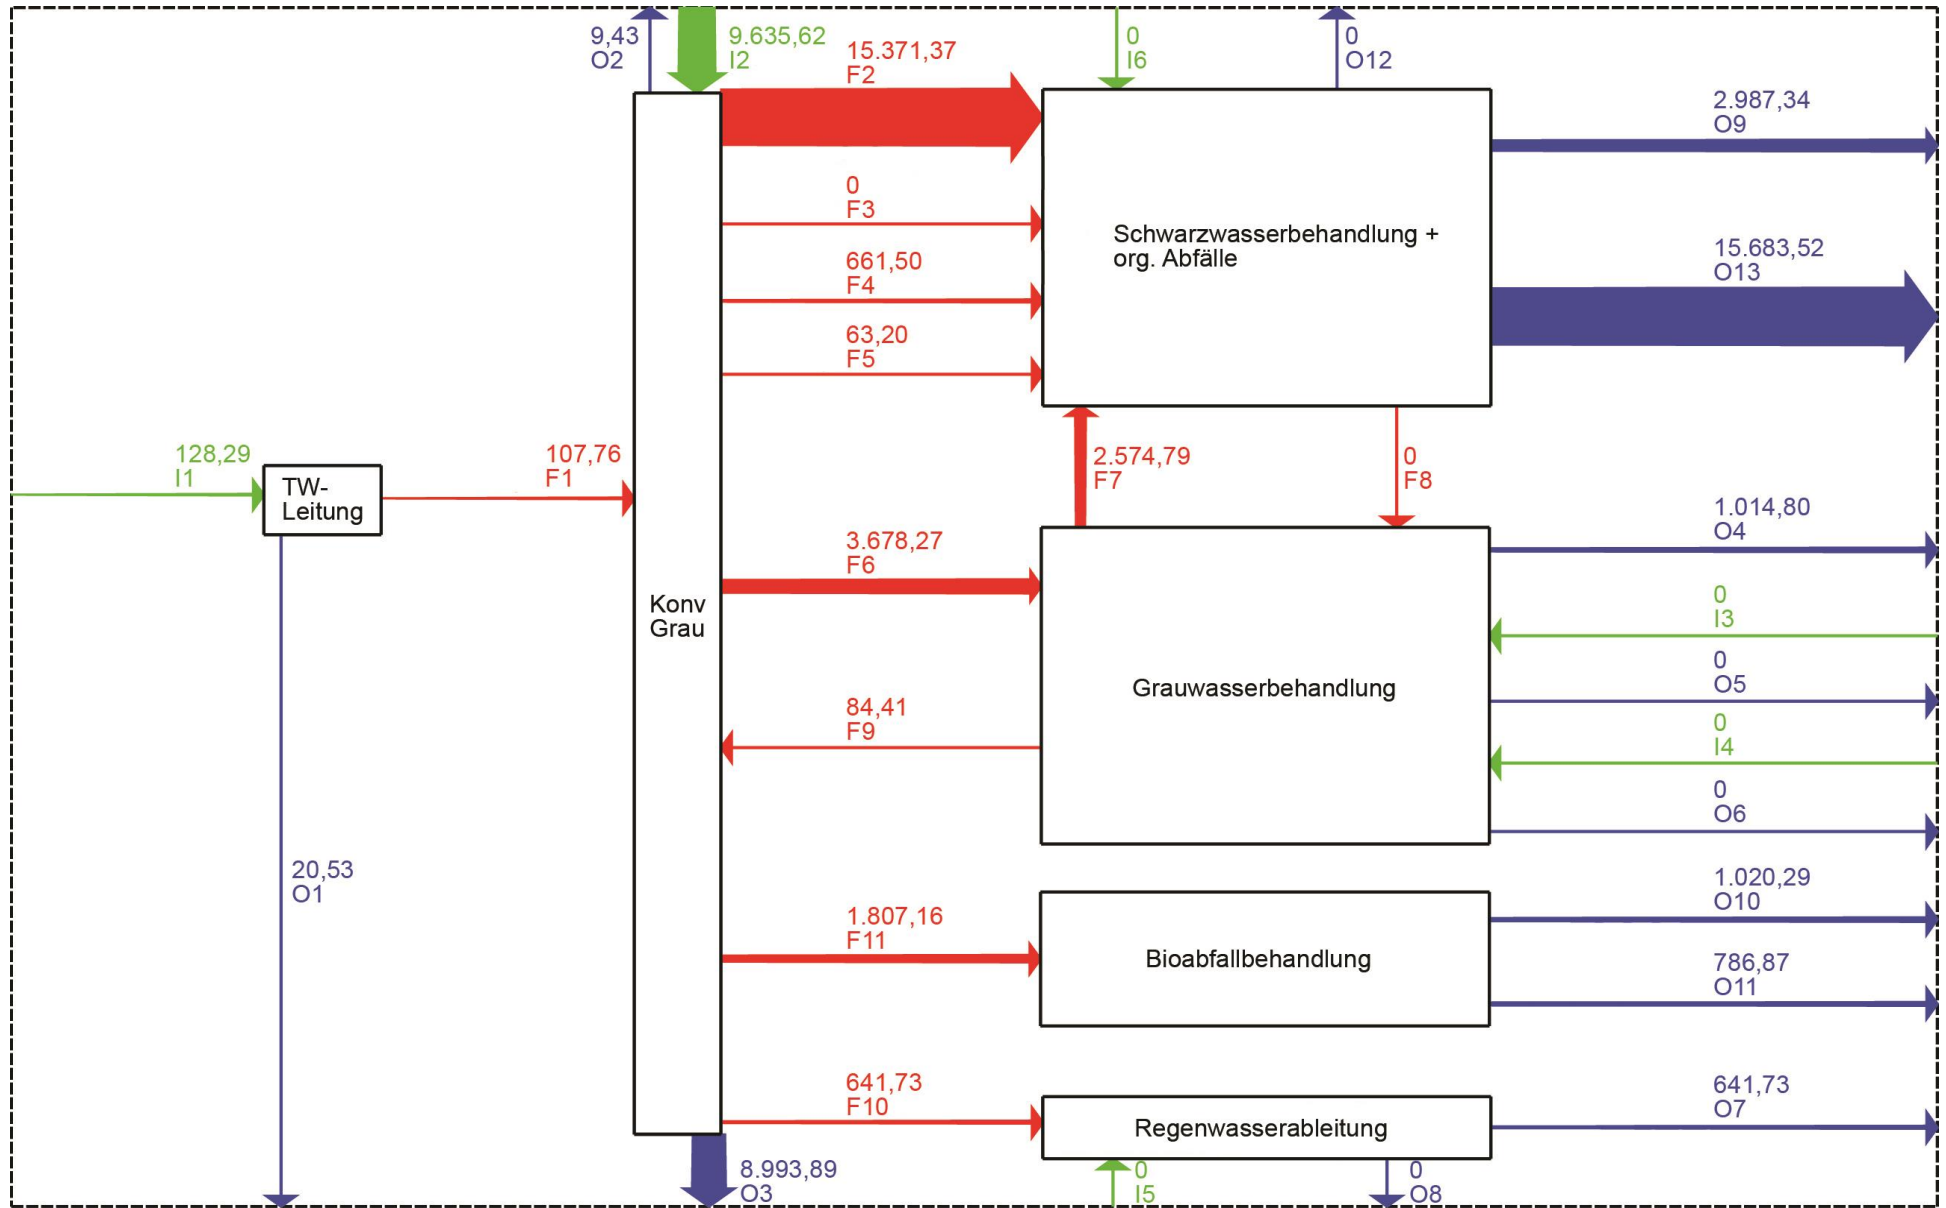 9,43
O2
9.635,62
I2
15.371,37
F2
0
I6
0
O12
2.987,34
O9
0
F3
661,50
F4
63,20
F5
Schwarzwasserbehandlung +
org. Abfälle
15.683,52
O13
128,29
I1
TW-
Leitung
107,76
F1
2.574,79
F7
0
F8
1.014,80
O4
3.678,27
F6
Konv
Grau
0
I3
Grauwasserbehandlung
0
O5
84,41
F9
0
I4
0
O6
20,53
O1
1.807,16
F11
Bioabfallbehandlung
1.020,29
O10
786,87
O11
641,73
F10
Regenwasserableitung
641,73
O7
8.993,89
O3
0
I5
0
O8